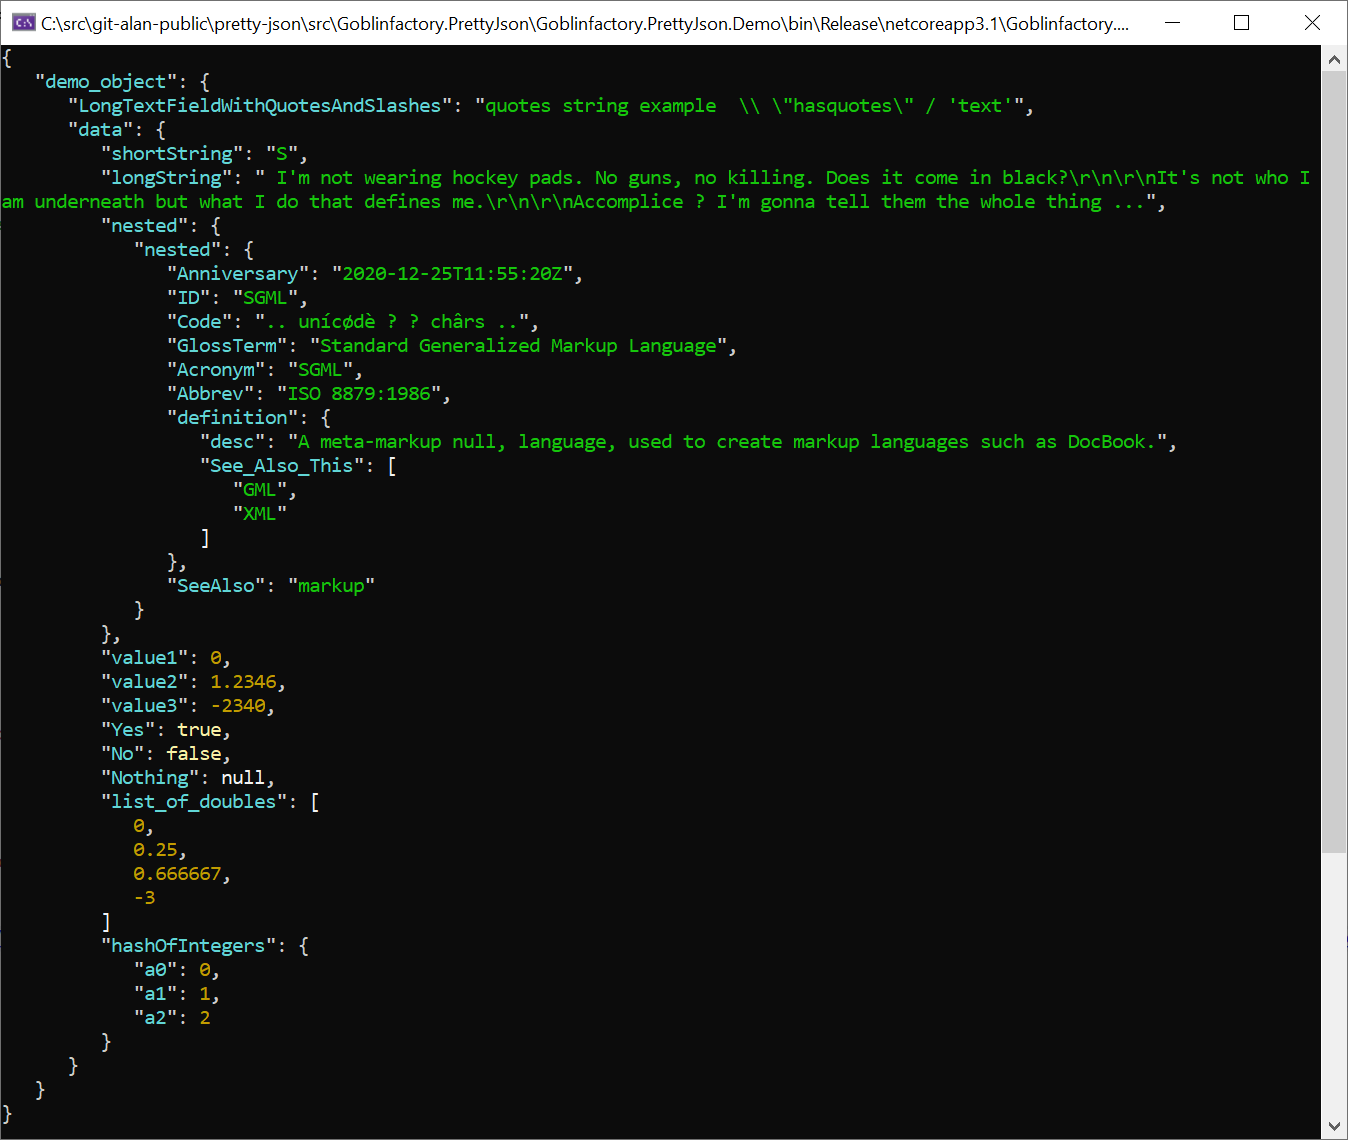 C:\src\git-alan-public\pretty-json\src\Goblinfactory.PrettyJson\Goblinfactory.PrettyJson.Demo\bin\Release\netcoreapp3.1\Goblinfactory....
{
   "demo_object": {
      "LongTextFieldWithQuotesAndSlashes": "quotes string example  \\ \"hasquotes\" / 'text'",
      "data": {
         "shortString": "S",
         "longString": " I'm not wearing hockey pads. No guns, no killing. Does it come in black?\r\n\r\nIt's not who I
am underneath but what I do that defines me.\r\n\r\nAccomplice ? I'm gonna tell them the whole thing ...",
         "nested": {
            "nested": {
               "Anniversary": "2020-12-25T11:55:20Z",
               "ID": "SGML",
               "Code": ".. unícødè ? ? chârs ..",
               "GlossTerm": "Standard Generalized Markup Language",
               "Acronym": "SGML",
               "Abbrev": "ISO 8879:1986",
               "definition": {
                  "desc": "A meta-markup null, language, used to create markup languages such as DocBook.",
                  "See_Also_This": [
                     "GML",
                     "XML"
                  ]
               },
               "SeeAlso": "markup"
            }
         },
         "value1": 0,
         "value2": 1.2346,
         "value3": -2340,
         "Yes": true,
         "No": false,
         "Nothing": null,
         "list_of_doubles": [
            0,
            0.25,
            0.666667,
            -3
         ]
         "hashOfIntegers": {
            "a0": 0,
            "a1": 1,
            "a2": 2
         }
      }
   }
}